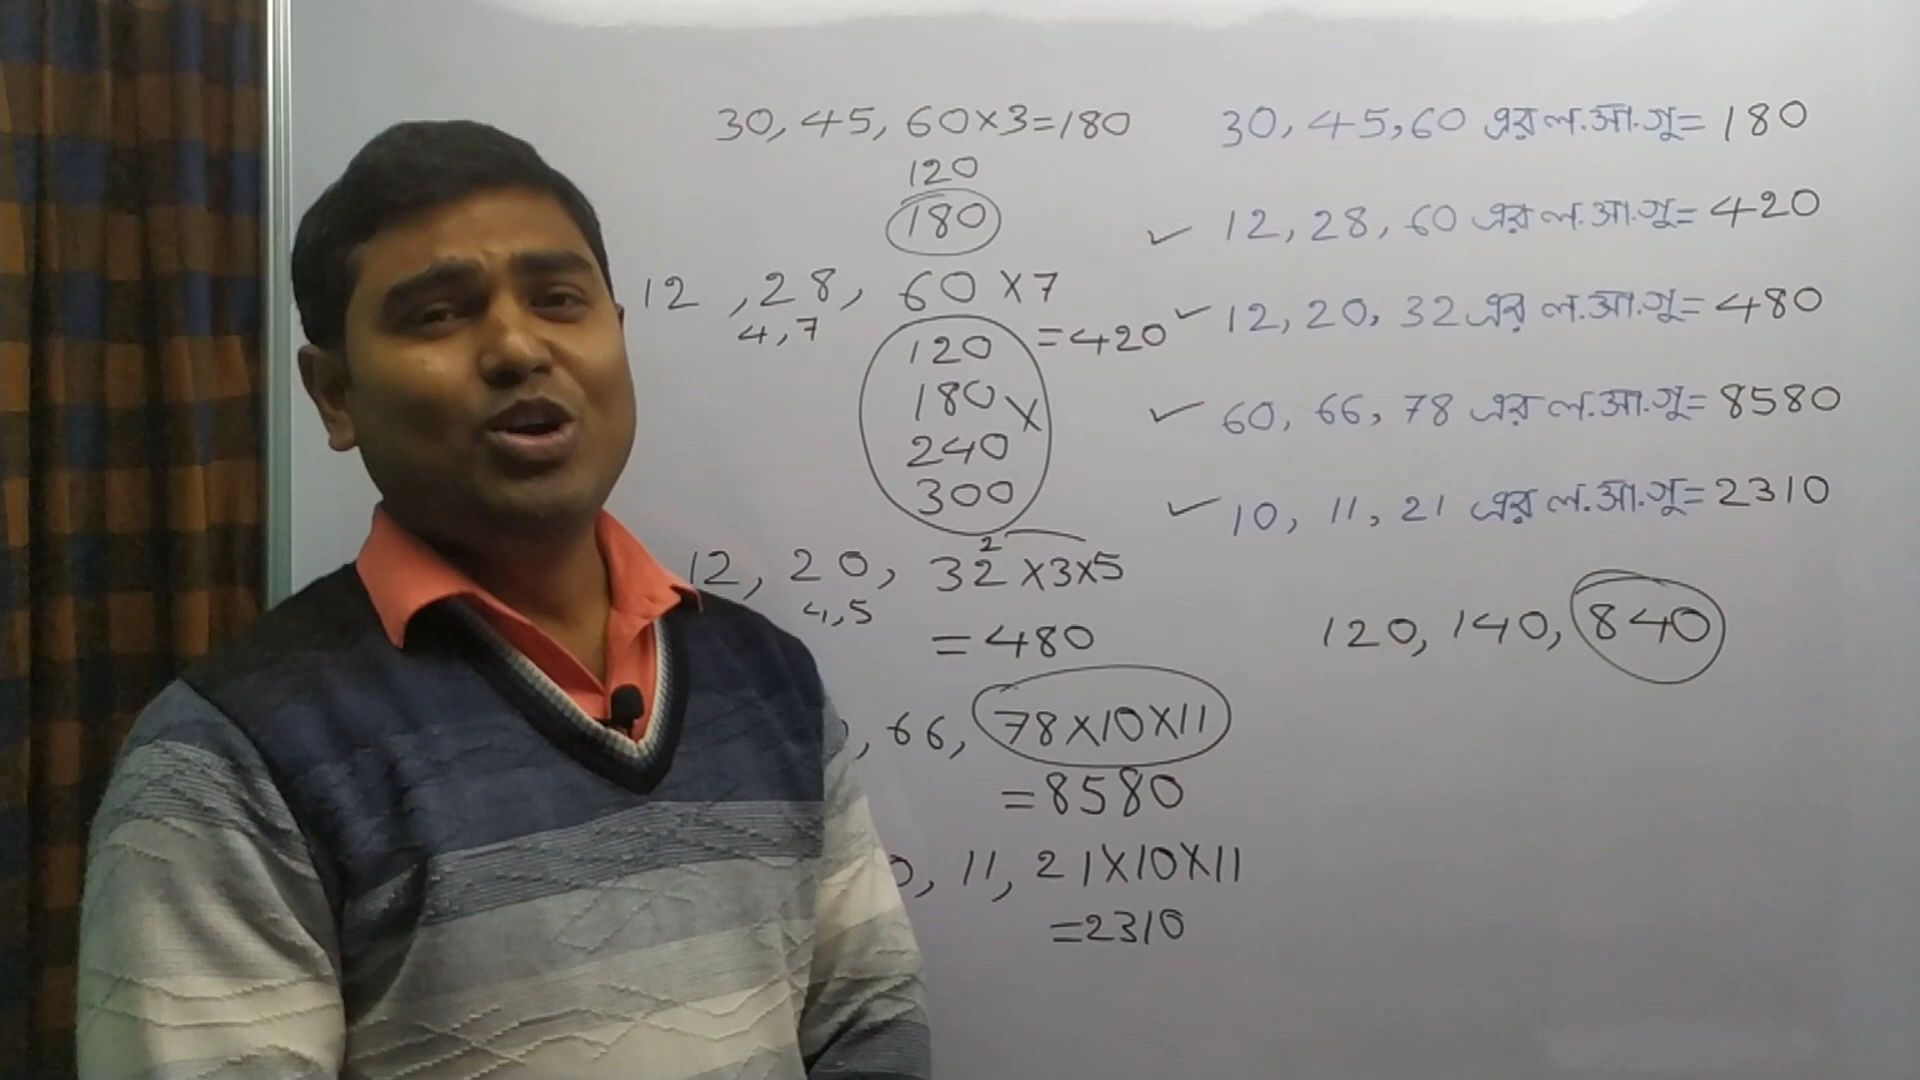 30, 45, 60×3=180
120
180
12, 28, 60×7
4, 7
120
=420
180 ×
240
300
12, 20, 32×3×5
2
4, 5
=480
, 66, 78×10×11
=8580
, 11, 21×10×11
=2310
30, 45, 60 এর ল.সা.গু= 180
✓ 12, 28, 60 এর ল.সা.গু= 420
✓ 12, 20, 32 এর ল.সা.গু= 480
✓ 60, 66, 78 এর ল.সা.গু= 8580
✓ 10, 11, 21 এর ল.সা.গু= 2310
120, 140, 840